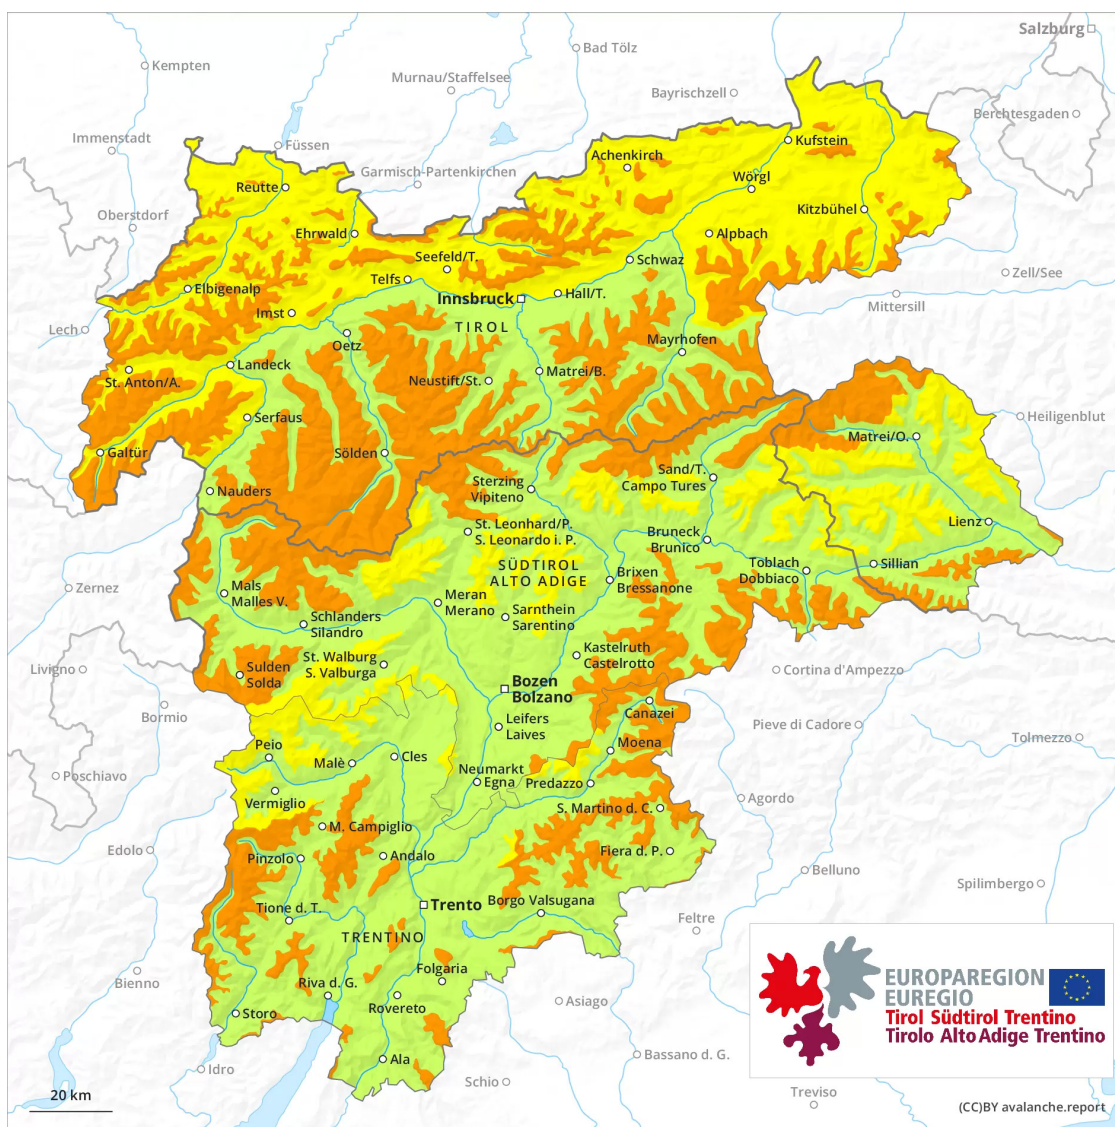 Salzburg
Bad Tölz
Kempten
Murnau/Staffelsee
Bayrischzell
Berchtesgaden
Immenstadt
Füssen
Kufstein
Achenkirch
Garmisch-Partenkirchen
Wörgl
Reutte
Oberstdorf
Kitzbühel
Ehrwald
Alpbach
Seefeld/T.
Schwaz
Zell/See
Telfs
Elbigenalp
Innsbruck
Hall/T.
Mittersill
Imst
TIROL
Lech
Oetz
Mayrhofen
Landeck
St. Anton/A.
Neustift/St.
Matrei/B.
Serfaus
Heiligenblut
Matrei/O.
Galtür
Sölden
Sand/T.
Campo Tures
Sterzing
Vipiteno
Nauders
St. Leonhard/P.
S. Leonardo i. P.
Lienz
Bruneck
Brunico
SÜDTIROL
ALTO ADIGE
Toblach
Dobbiaco
Sillian
Brixen
Bressanone
Zernez
Mals
Malles V.
Meran
Merano
Sarnthein
Sarentino
Schlanders
Silandro
Kastelruth
Castelrotto
St. Walburg
S. Valburga
Livigno
Sulden
Solda
Cortina d'Ampezzo
Bozen
Bolzano
Bormio
Canazei
Leifers
Laives
Pieve di Cadore
Tolmezzo
Peio
Moena
Cles
Malè
Poschiavo
Neumarkt
Egna
Predazzo
Vermiglio
Agordo
S. Martino d. C.
M. Campiglio
Edolo
Pinzolo
Andalo
Fiera d. P.
Belluno
Spilimbergo
Trento
Borgo Valsugana
Tione d. T.
Feltre
TRENTINO
Folgaria
Bienno
Riva d. G.
Rovereto
Asiago
Storo
Ala
Bassano d. G.
Idro
Schio
Treviso
EUROPAREGION
EUREGIO
Tirol Südtirol Trentino
Tirolo Alto Adige Trentino
20 km
(CC)BY avalanche.report